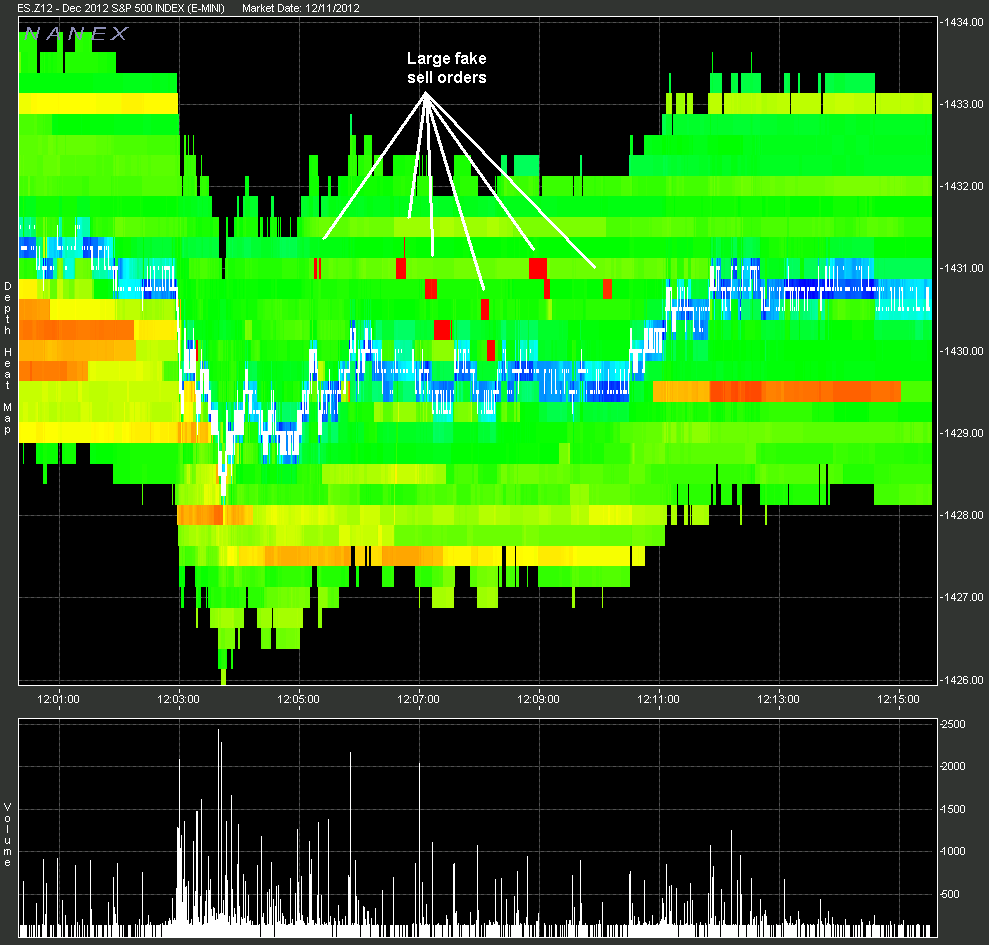 ES.Z12 - Dec 2012 S&P 500 INDEX (E-MINI) Market Date: 12/11/2012
NANEX
Large fake
sell orders
-1434.00
-1433.00
-1432.00
-1431.00
-1430.00
-1429.00
-1428.00
-1427.00
-1426.00
Depth Heat Map
12:01:00 12:03:00 12:05:00 12:07:00 12:09:00 12:11:00 12:13:00 12:15:00
2500
2000
1500
1000
500
Volume